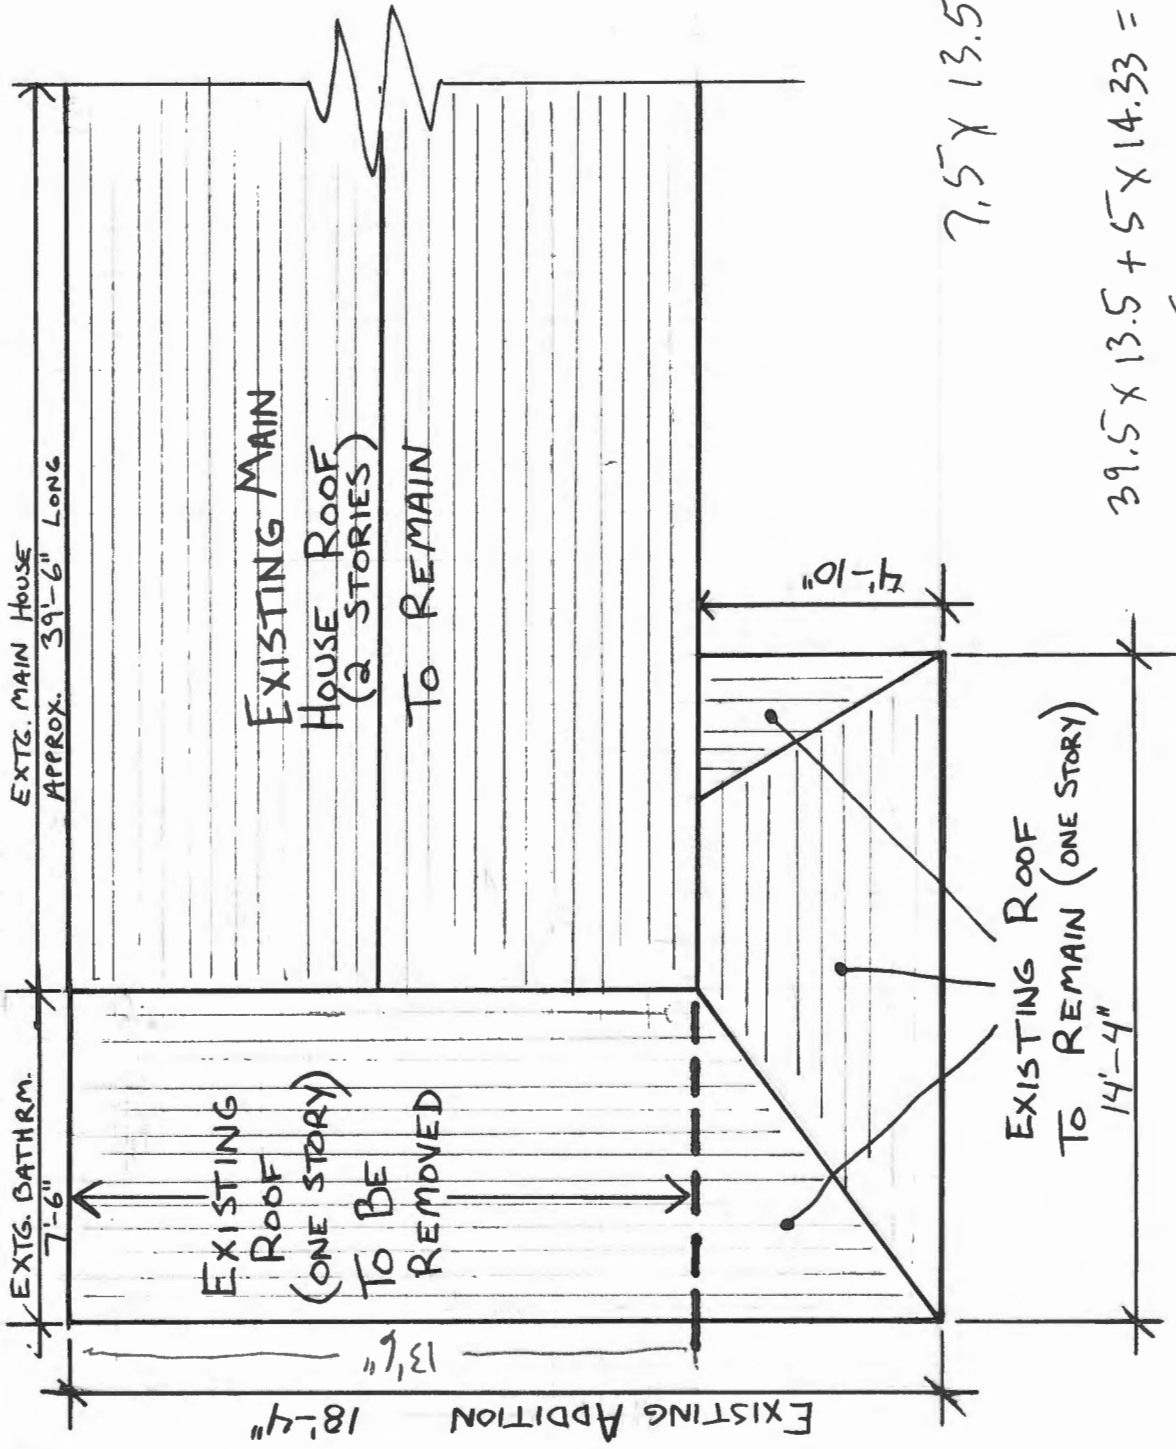 EXTG. MAIN HOUSE
APPROX. 39'-6" LONG
EXTG. BATHRM.
7'-6"
EXISTING MAIN
HOUSE ROOF
(2 STORIES)
TO REMAIN
EXISTING
ROOF
(ONE STORY)
TO BE
REMOVED
13'6"
EXISTING ADDITION 18'-4"
4'-10"
EXISTING ROOF
TO REMAIN (ONE STORY)
14'-4"
7.5 x 13.5
39.5 x 13.5 + 5 x 14.33 =